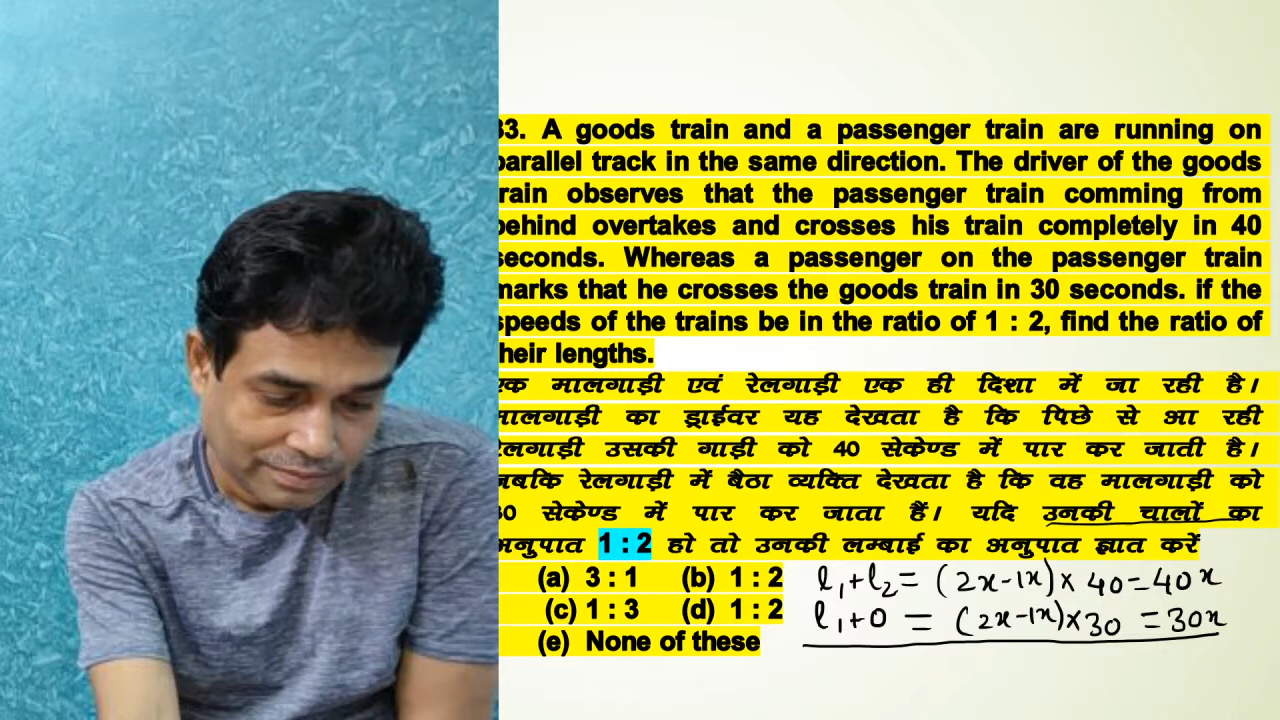 33. A goods train and a passenger train are running on
parallel track in the same direction. The driver of the goods
train observes that the passenger train comming from
behind overtakes and crosses his train completely in 40
seconds. Whereas a passenger on the passenger train
marks that he crosses the goods train in 30 seconds. if the
speeds of the trains be in the ratio of 1 : 2, find the ratio of
their lengths.
एक मालगाड़ी एवं रेलगाड़ी एक ही दिशा में जा रही है।
मालगाड़ी का ड्राईवर यह देखता है कि पिछे से आ रही
रेलगाड़ी उसकी गाड़ी को 40 सेकेण्ड में पार कर जाती है।
जबकि रेलगाड़ी में बैठा व्यक्ति देखता है कि वह मालगाड़ी को
30 सेकेण्ड में पार कर जाता हैं। यदि उनकी चालों का
अनुपात 1 : 2 हो तो उनकी लम्बाई का अनुपात ज्ञात करें
(a) 3 : 1 (b) 1 : 2
(c) 1 : 3 (d) 1 : 2
(e) None of these
l₁+l₂= (2x-1x)× 40=40x
l₁+0 = (2x-1x)×30 =30x